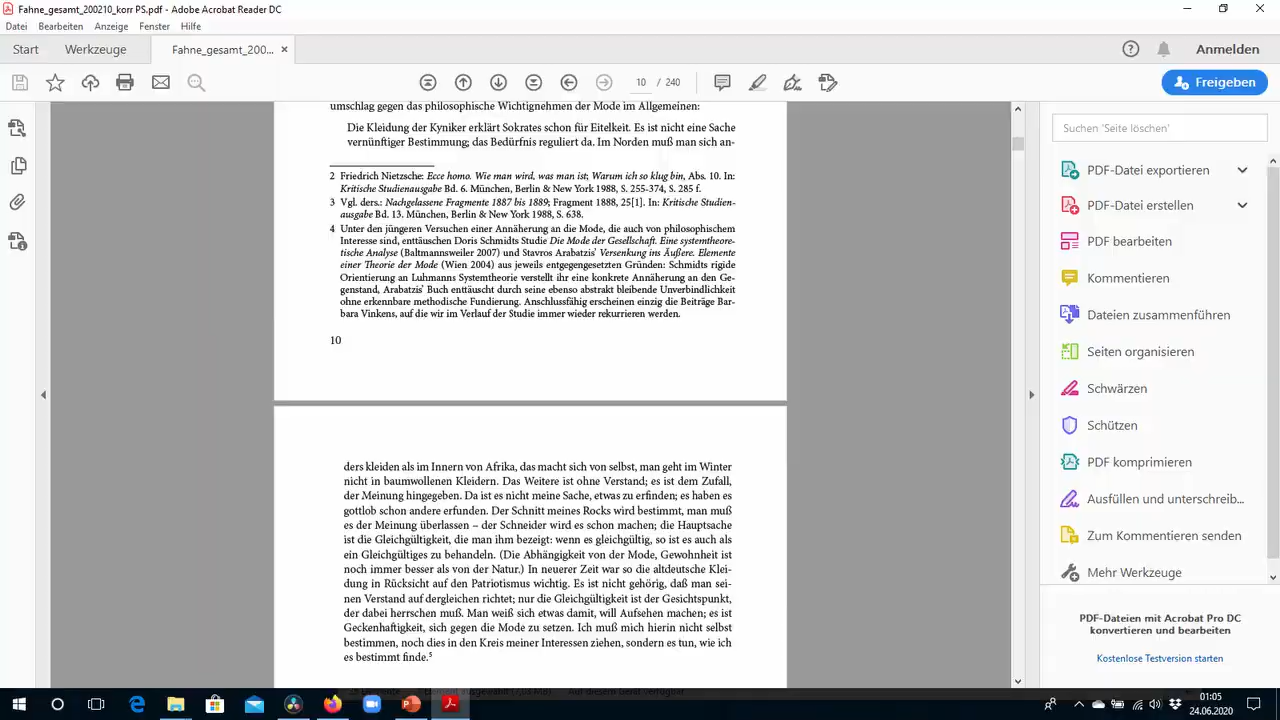 Fahne_gesamt_200210_korr PS.pdf - Adobe Acrobat Reader DC
Datei Bearbeiten Anzeige Fenster Hilfe
Start Werkzeuge Fahne_gesamt_200... × Anmelden
10 / 240 Freigeben
umschlag gegen das philosophische Wichtignehmen der Mode im Allgemeinen:
Die Kleidung der Kyniker erklärt Sokrates schon für Eitelkeit. Es ist nicht eine Sache
vernünftiger Bestimmung; das Bedürfnis reguliert da. Im Norden muß man sich an-
2 Friedrich Nietzsche: Ecce homo. Wie man wird, was man ist; Warum ich so klug bin, Abs. 10. In:
Kritische Studienausgabe Bd. 6. München, Berlin & New York 1988, S. 255-374, S. 285 f.
3 Vgl. ders.: Nachgelassene Fragmente 1887 bis 1889; Fragment 1888, 25[1]. In: Kritische Studien-
ausgabe Bd. 13. München, Berlin & New York 1988, S. 638.
4 Unter den jüngeren Versuchen einer Annäherung an die Mode, die auch von philosophischem
Interesse sind, enttäuschen Doris Schmidts Studie Die Mode der Gesellschaft. Eine systemtheore-
tische Analyse (Baltmannsweiler 2007) und Stavros Arabatzis' Versenkung ins Äußere. Elemente
einer Theorie der Mode (Wien 2004) aus jeweils entgegengesetzten Gründen: Schmidts rigide
Orientierung an Luhmanns Systemtheorie verstellt ihr eine konkrete Annäherung an den Ge-
genstand, Arabatzis' Buch enttäuscht durch seine ebenso abstrakt bleibende Unverbindlichkeit
ohne erkennbare methodische Fundierung. Anschlussfähig erscheinen einzig die Beiträge Bar-
bara Vinkens, auf die wir im Verlauf der Studie immer wieder rekurrieren werden.
10
ders kleiden als im Innern von Afrika, das macht sich von selbst, man geht im Winter
nicht in baumwollenen Kleidern. Das Weitere ist ohne Verstand; es ist dem Zufall,
der Meinung hingegeben. Da ist es nicht meine Sache, etwas zu erfinden; es haben es
gottlob schon andere erfunden. Der Schnitt meines Rocks wird bestimmt, man muß
es der Meinung überlassen – der Schneider wird es schon machen; die Hauptsache
ist die Gleichgültigkeit, die man ihm bezeigt: wenn es gleichgültig, so ist es auch als
ein Gleichgültiges zu behandeln. (Die Abhängigkeit von der Mode, Gewohnheit ist
noch immer besser als von der Natur.) In neuerer Zeit war so die altdeutsche Klei-
dung in Rücksicht auf den Patriotismus wichtig. Es ist nicht gehörig, daß man sei-
nen Verstand auf dergleichen richtet; nur die Gleichgültigkeit ist der Gesichtspunkt,
der dabei herrschen muß. Man weiß sich etwas damit, will Aufsehen machen; es ist
Geckenhaftigkeit, sich gegen die Mode zu setzen. Ich muß mich hierin nicht selbst
bestimmen, noch dies in den Kreis meiner Interessen ziehen, sondern es tun, wie ich
es bestimmt finde.5
Suchen 'Seite löschen'
PDF-Datei exportieren
PDF-Datei erstellen
PDF bearbeiten
Kommentieren
Dateien zusammenführen
Seiten organisieren
Schwärzen
Schützen
PDF komprimieren
Ausfüllen und unterschreib...
Zum Kommentieren senden
Mehr Werkzeuge
PDF-Dateien mit Acrobat Pro DC
konvertieren und bearbeiten
Kostenlose Testversion starten
01:05
24.06.2020